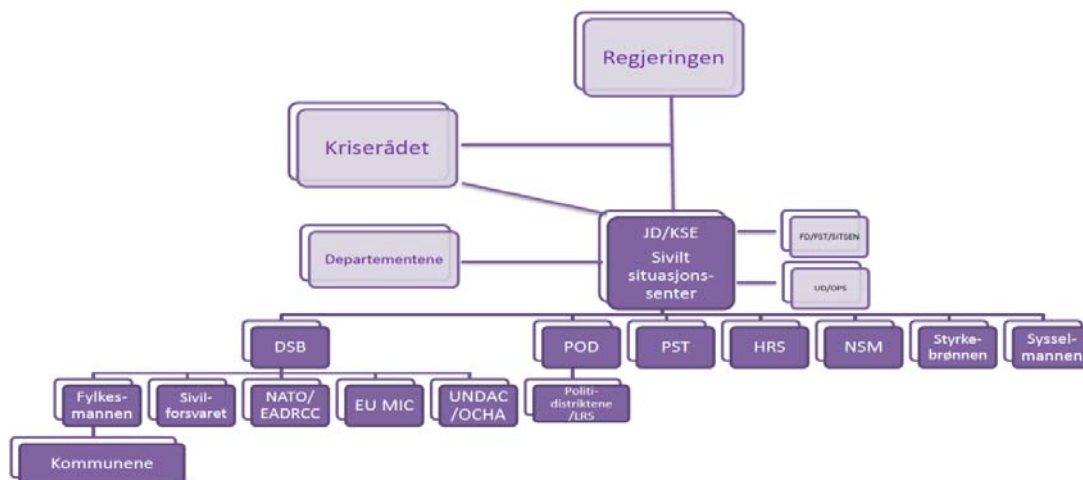 Regjeringen
Kriserådet
JD/KSE
Sivilt
situasjons-
senter
FD/FST/SITSEN
Departementene
UD/OPS
DSB
POD
PST
HRS
NSM
Styrke-
brønnen
Syssel-
mannen
Fylkes-
mannen
Sivil-
forsvaret
NATO/
EADRCC
EU MIC
UNDAC
/OCHA
Politi-
distriktene
/LRS
Kommunene